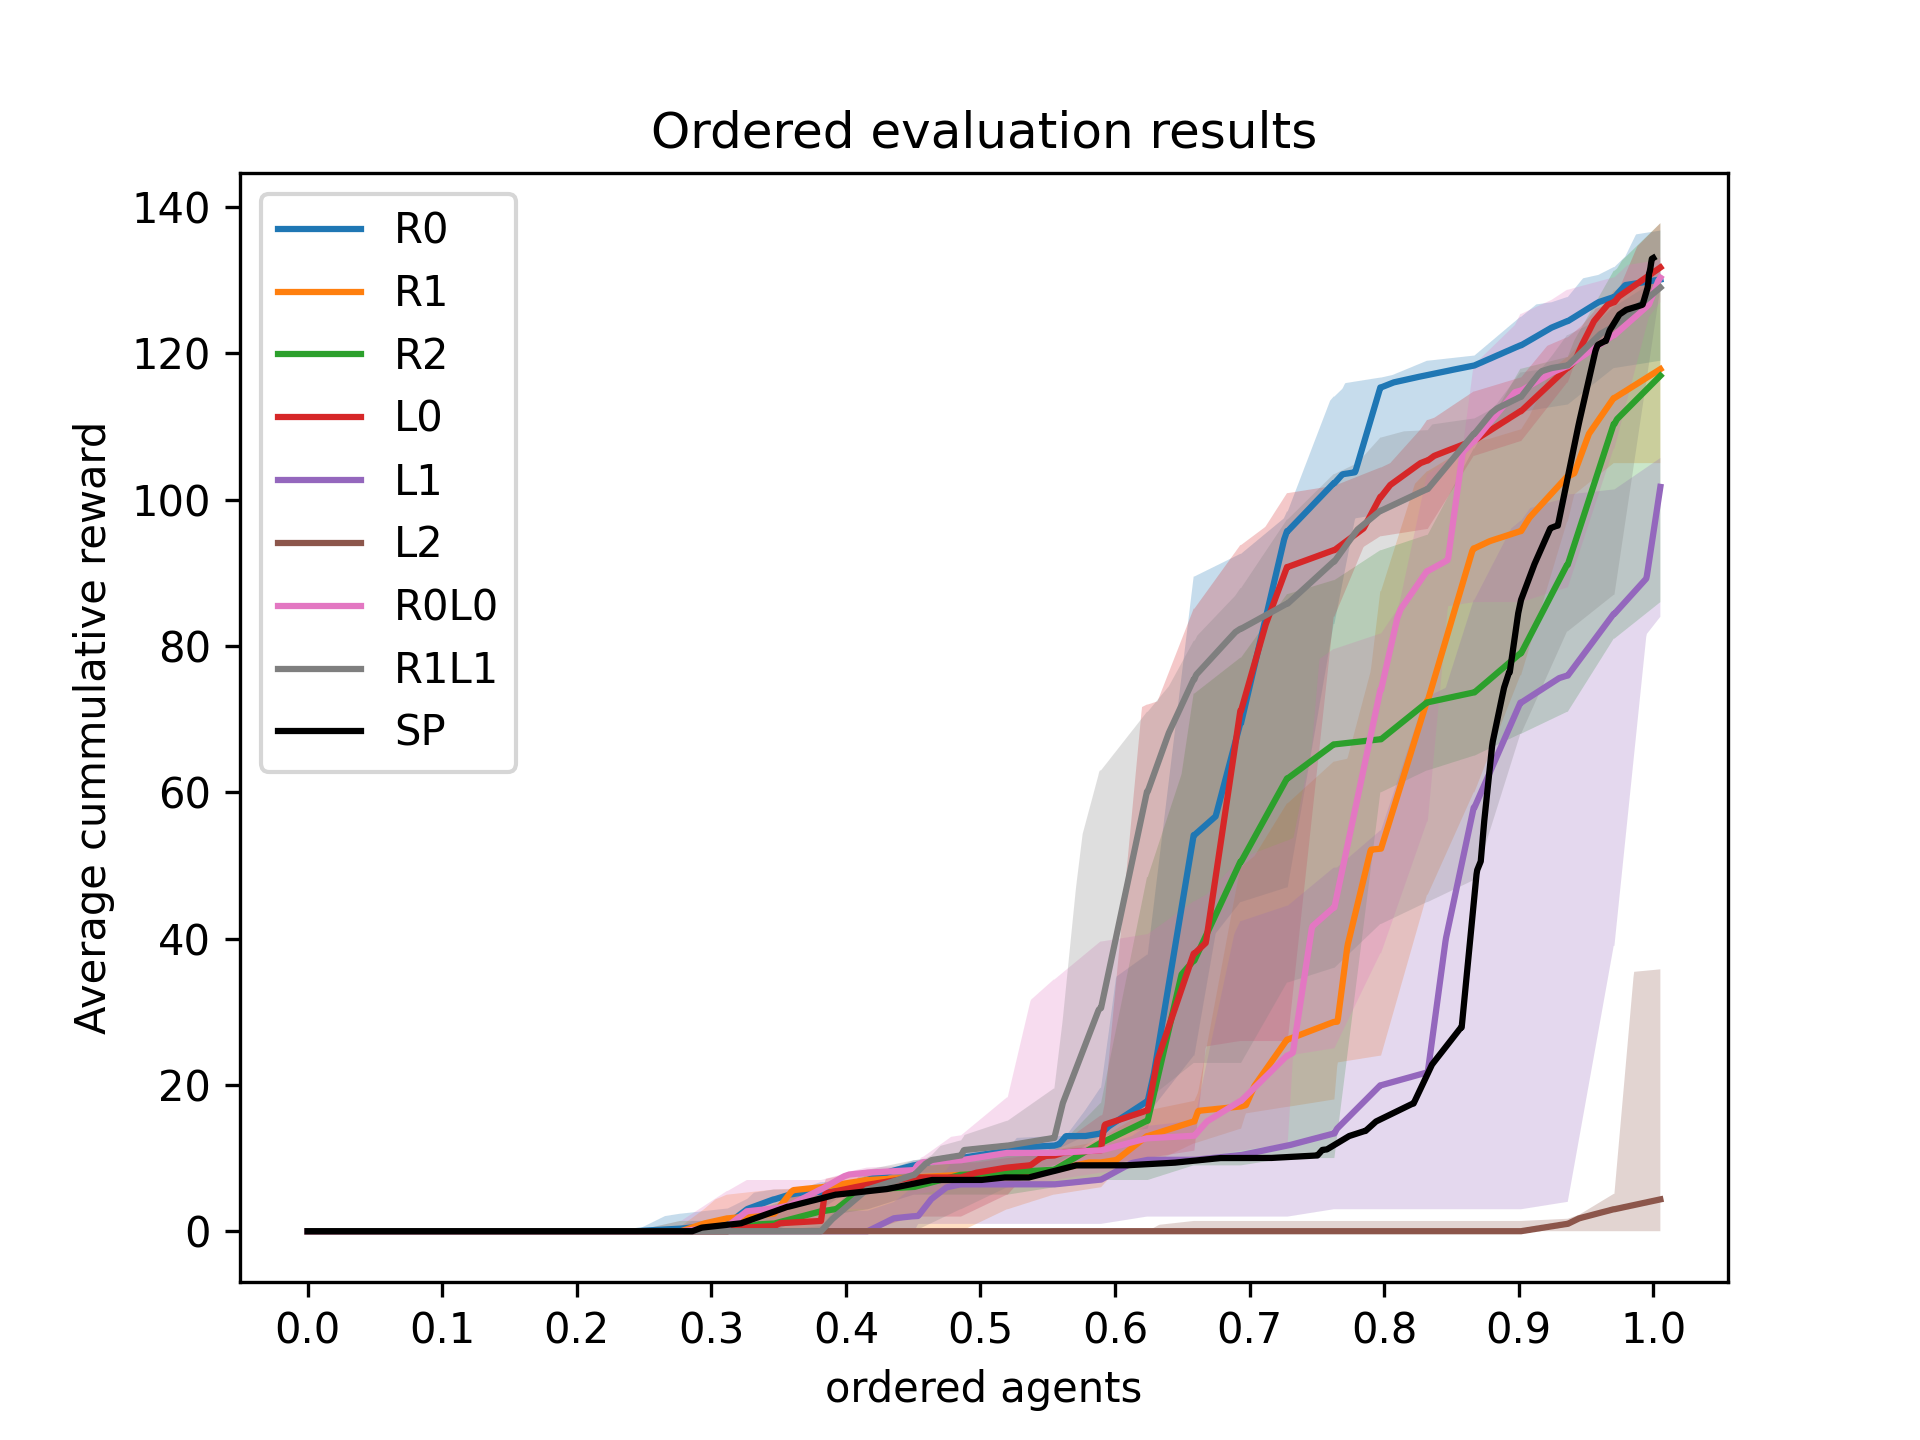 Ordered evaluation results
Average cummulative reward
140
120
100
80
60
40
20
0
R0
R1
R2
L0
L1
L2
R0L0
R1L1
SP
0.0 0.1 0.2 0.3 0.4 0.5 0.6 0.7 0.8 0.9 1.0
ordered agents